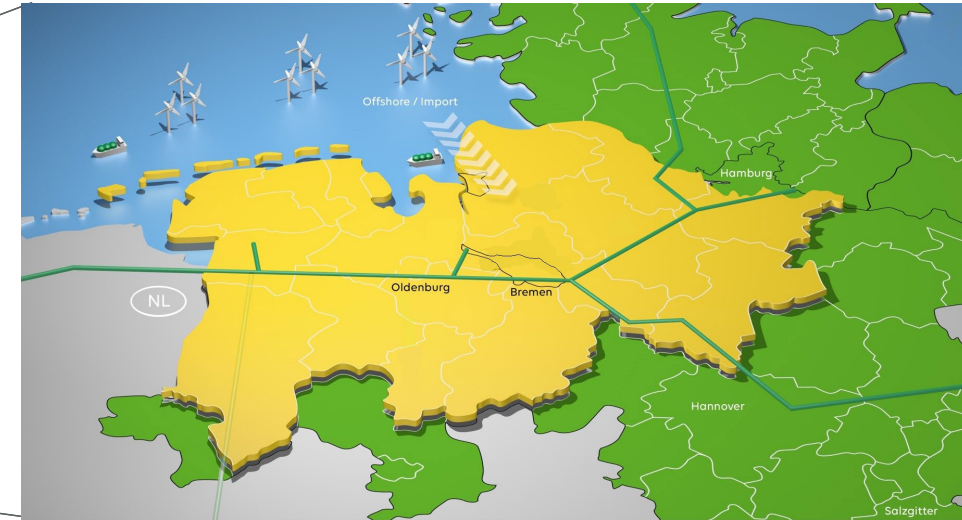 Offshore / Import
Hamburg
NL
Oldenburg
Bremen
Hannover
Salzgitter